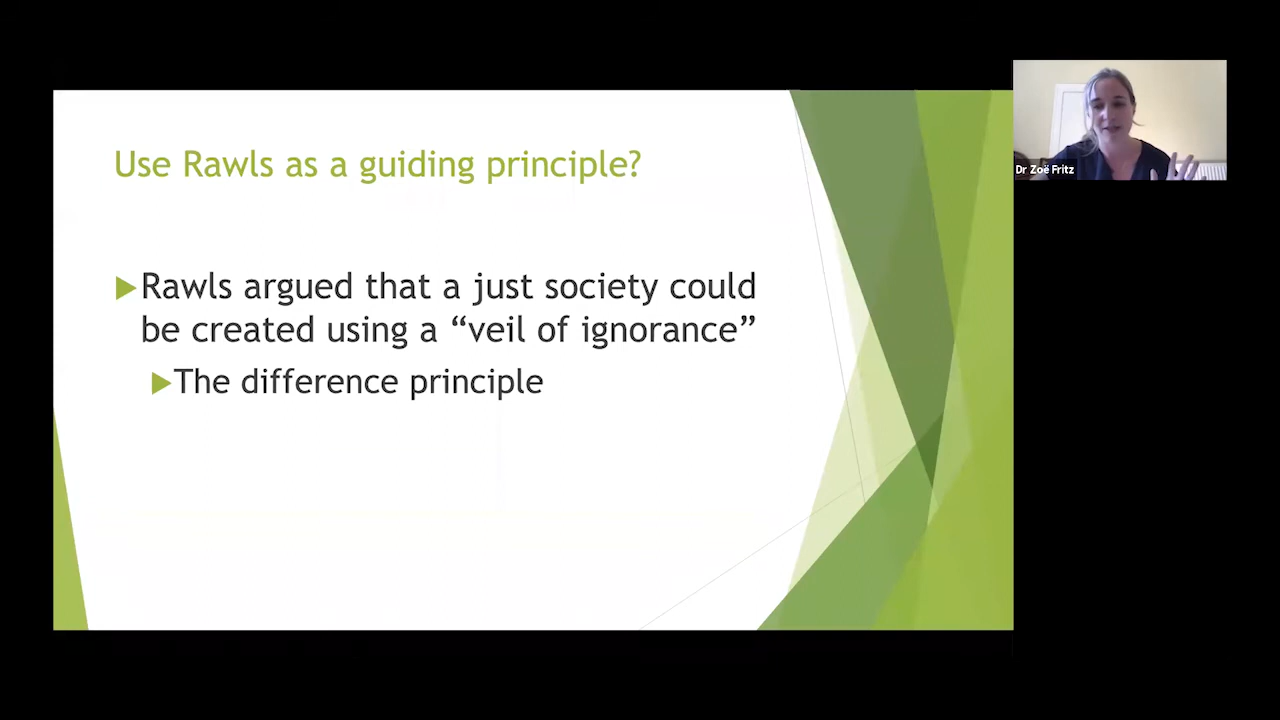 Use Rawls as a guiding principle?
Rawls argued that a just society could
be created using a “veil of ignorance”
The difference principle
Dr Zoë Fritz